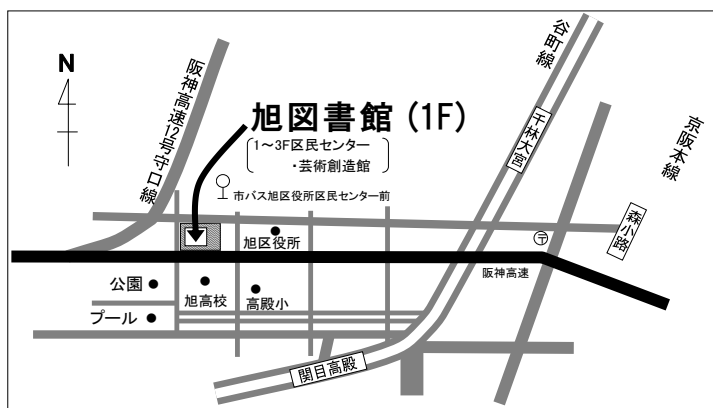 N
阪神高速12号守口線
旭図書館 (1F)
1～3F区民センター
・芸術創造館
市バス旭区役所区民センター前
谷町線
千林大宮
京阪本線
森小路
旭区役所
〒
阪神高速
公園
旭高校
高殿小
プール
関目高殿